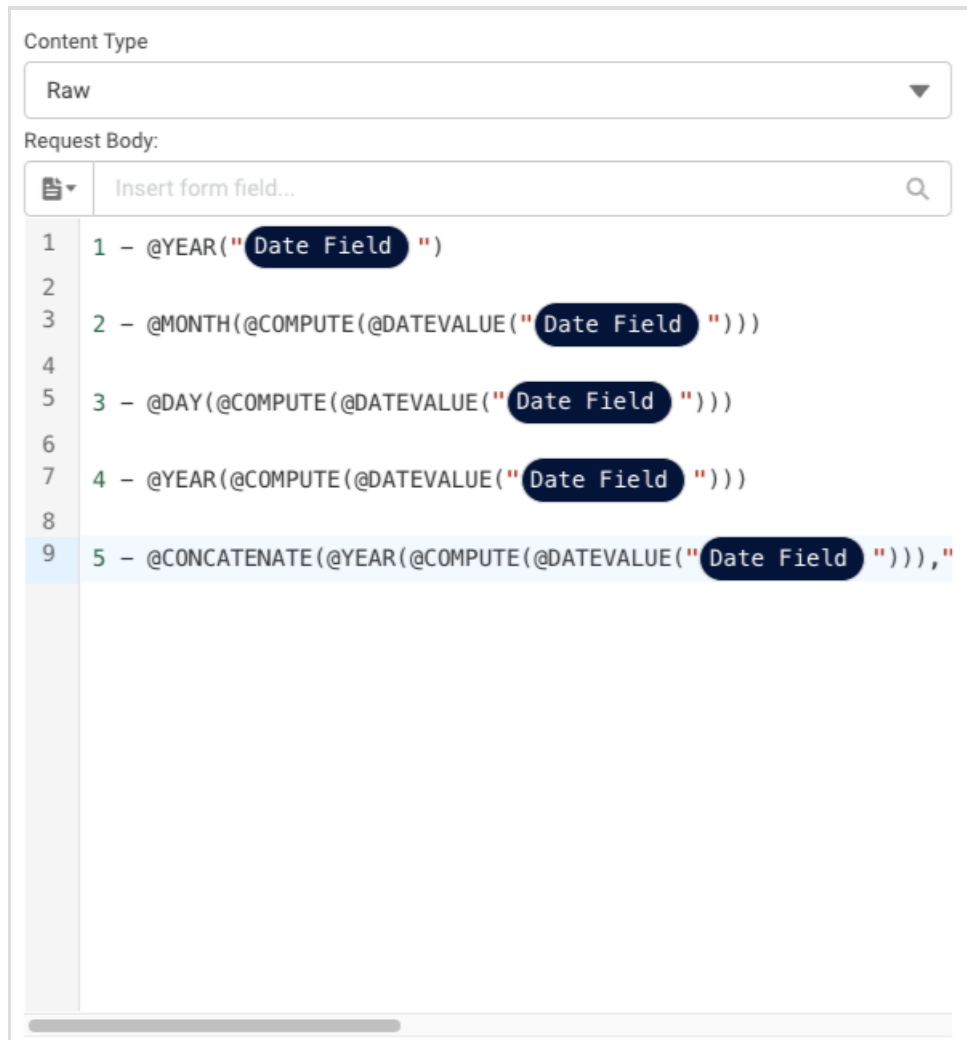 Content Type
Raw
Request Body:
Insert form field...
1 1 – @YEAR("Date Field ")
2
3 2 – @MONTH(@COMPUTE(@DATEVALUE("Date Field ")))
4
5 3 – @DAY(@COMPUTE(@DATEVALUE("Date Field ")))
6
7 4 – @YEAR(@COMPUTE(@DATEVALUE("Date Field ")))
8
9 5 – @CONCATENATE(@YEAR(@COMPUTE(@DATEVALUE("Date Field "))),"